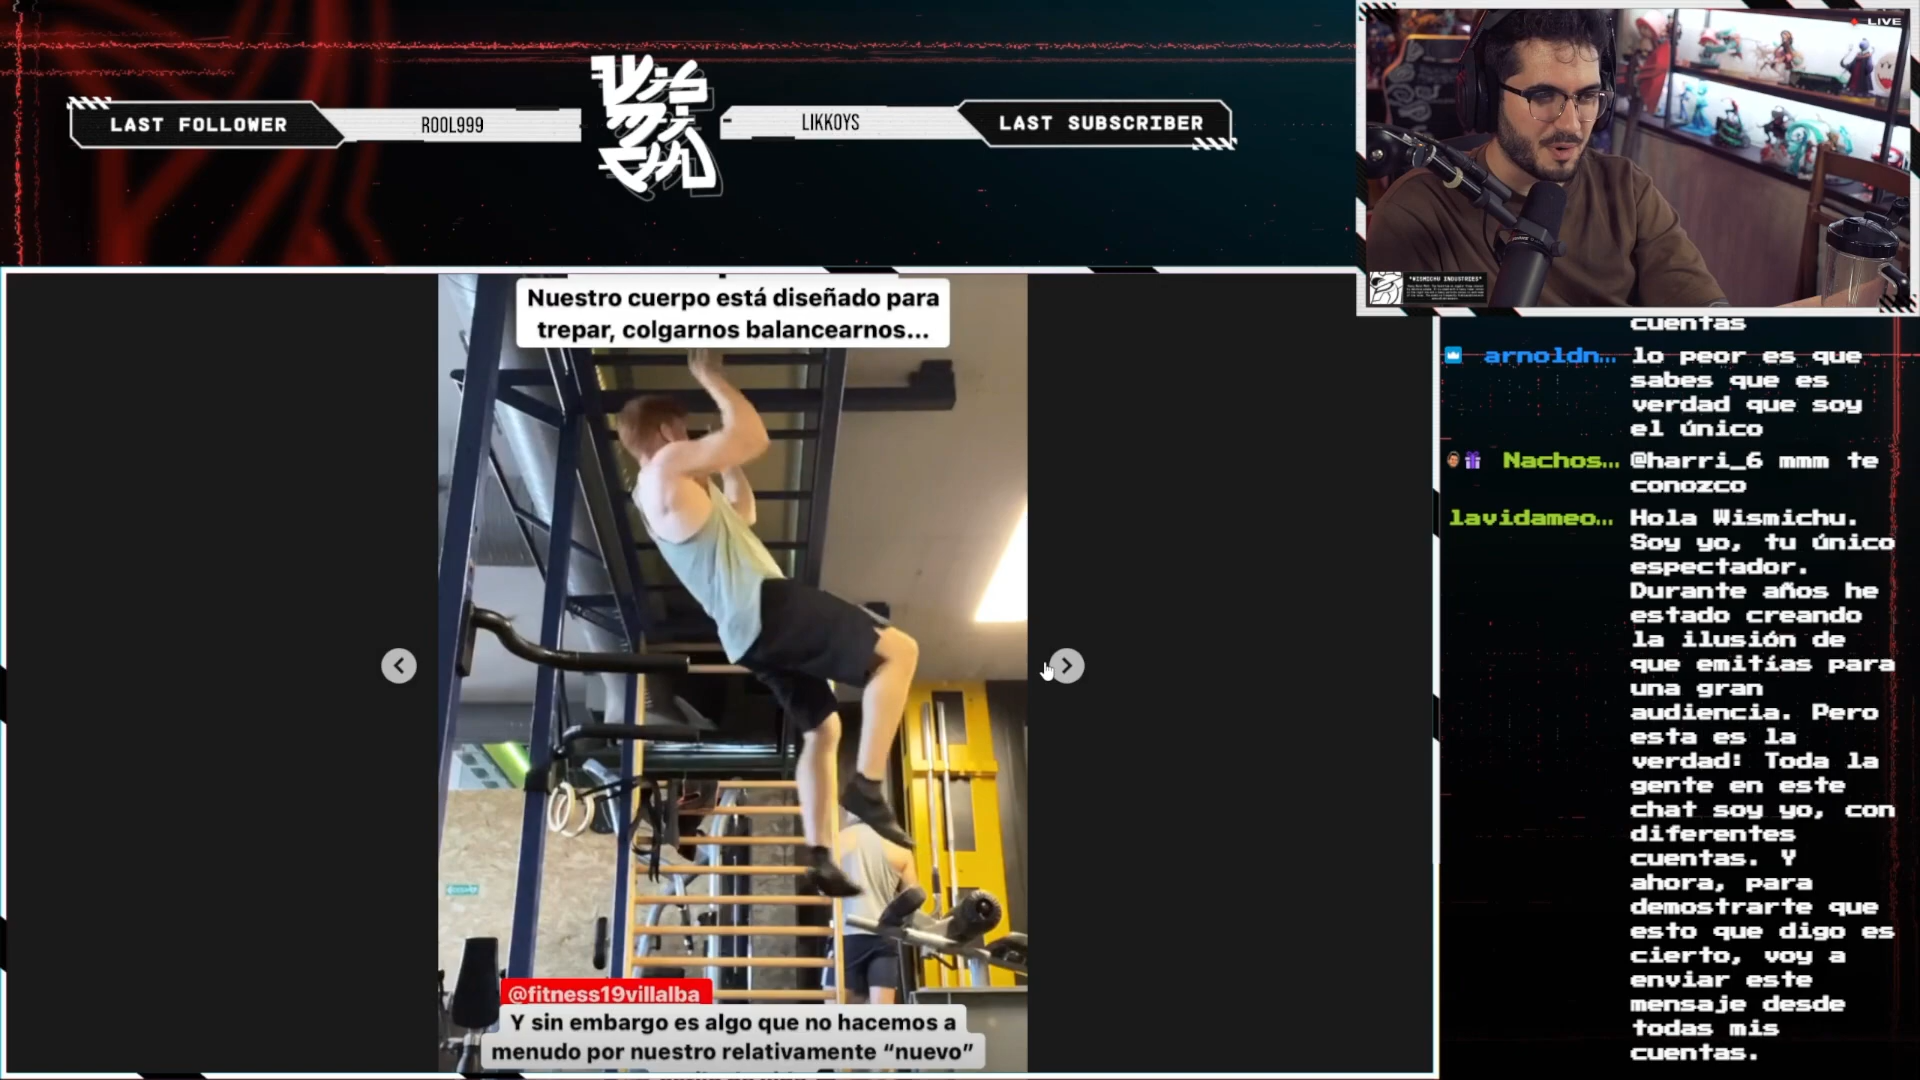 LIVE
LAST FOLLOWER
ROOL999
LIKKOYS
LAST SUBSCRIBER
"WISMICHU INDUSTRIES"
Nuestro cuerpo está diseñado para
trepar, colgarnos balancearnos...
@fitness19villalba
Y sin embargo es algo que no hacemos a
menudo por nuestro relativamente “nuevo”
cuentas
arnoldn... lo peor es que
sabes que es
verdad que soy
el único
Nachos... @harri_6 mmm te
conozco
lavidameo... Hola Wismichu.
Soy yo, tu único
espectador.
Durante años he
estado creando
la ilusión de
que emitías para
una gran
audiencia. Pero
esta es la
verdad: Toda la
gente en este
chat soy yo, con
diferentes
cuentas. Y
ahora, para
demostrarte que
esto que digo es
cierto, voy a
enviar este
mensaje desde
todas mis
cuentas.